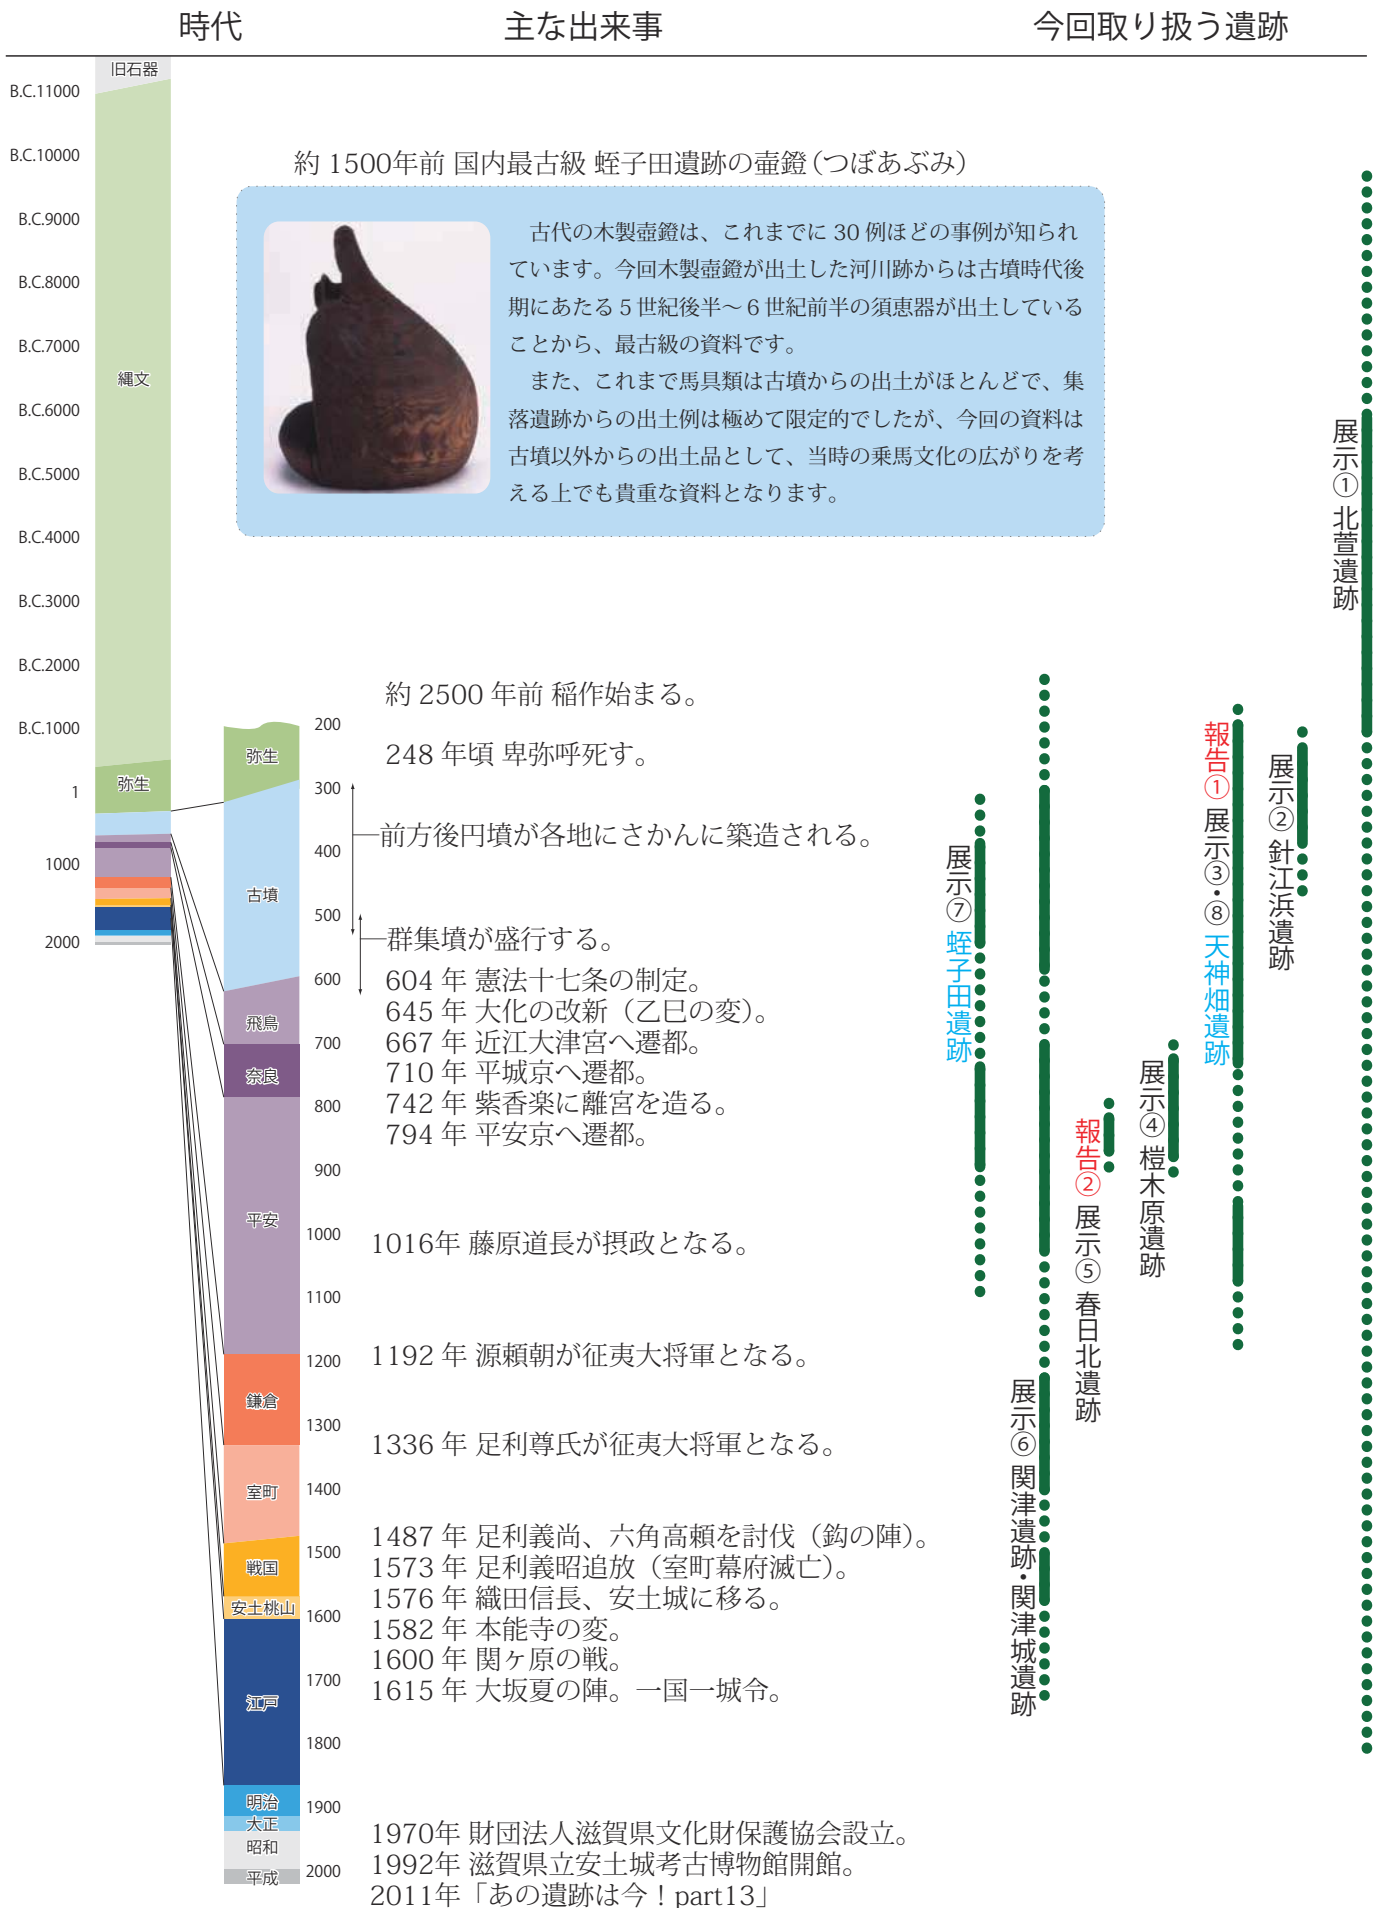 時代
主な出来事
今回取り扱う遺跡
旧石器
B.C.11000
B.C.10000
B.C.9000
B.C.8000
B.C.7000
縄文
B.C.6000
B.C.5000
B.C.4000
B.C.3000
B.C.2000
B.C.1000
弥生
1
1000
2000
約 1500年前 国内最古級 蛭子田遺跡の壷鐙(つぼあぶみ)
古代の木製壺鐙は、これまでに 30 例ほどの事例が知られ
ています。今回木製壺鐙が出土した河川跡からは古墳時代後
期にあたる 5 世紀後半〜 6 世紀前半の須恵器が出土している
ことから、最古級の資料です。
また、これまで馬具類は古墳からの出土がほとんどで、集
落遺跡からの出土例は極めて限定的でしたが、今回の資料は
古墳以外からの出土品として、当時の乗馬文化の広がりを考
える上でも貴重な資料となります。
200
弥生
300
400
古墳
500
600
飛鳥
700
奈良
800
900
平安
1000
1100
1200
鎌倉
1300
室町
1400
1500
戦国
安土桃山
1600
1700
江戸
1800
明治
1900
大正
昭和
平成
2000
約 2500 年前 稲作始まる。
248 年頃 卑弥呼死す。
前方後円墳が各地にさかんに築造される。
群集墳が盛行する。
604 年 憲法十七条の制定。
645 年 大化の改新（乙巳の変）。
667 年 近江大津宮へ遷都。
710 年 平城京へ遷都。
742 年 紫香楽に離宮を造る。
794 年 平安京へ遷都。
1016年 藤原道長が摂政となる。
1192 年 源頼朝が征夷大将軍となる。
1336 年 足利尊氏が征夷大将軍となる。
1487 年 足利義尚、六角高頼を討伐（鈎の陣）。
1573 年 足利義昭追放（室町幕府滅亡）。
1576 年 織田信長、安土城に移る。
1582 年 本能寺の変。
1600 年 関ヶ原の戦。
1615 年 大坂夏の陣。一国一城令。
1970年 財団法人滋賀県文化財保護協会設立。
1992年 滋賀県立安土城考古博物館開館。
2011年「あの遺跡は今！part13」
展示① 北萱遺跡
展示② 針江浜遺跡
報告① 展示③・⑧ 天神畑遺跡
展示④ 榿木原遺跡
報告② 展示⑤ 春日北遺跡
展示⑥ 関津遺跡・関津城遺跡
展示⑦ 蛭子田遺跡